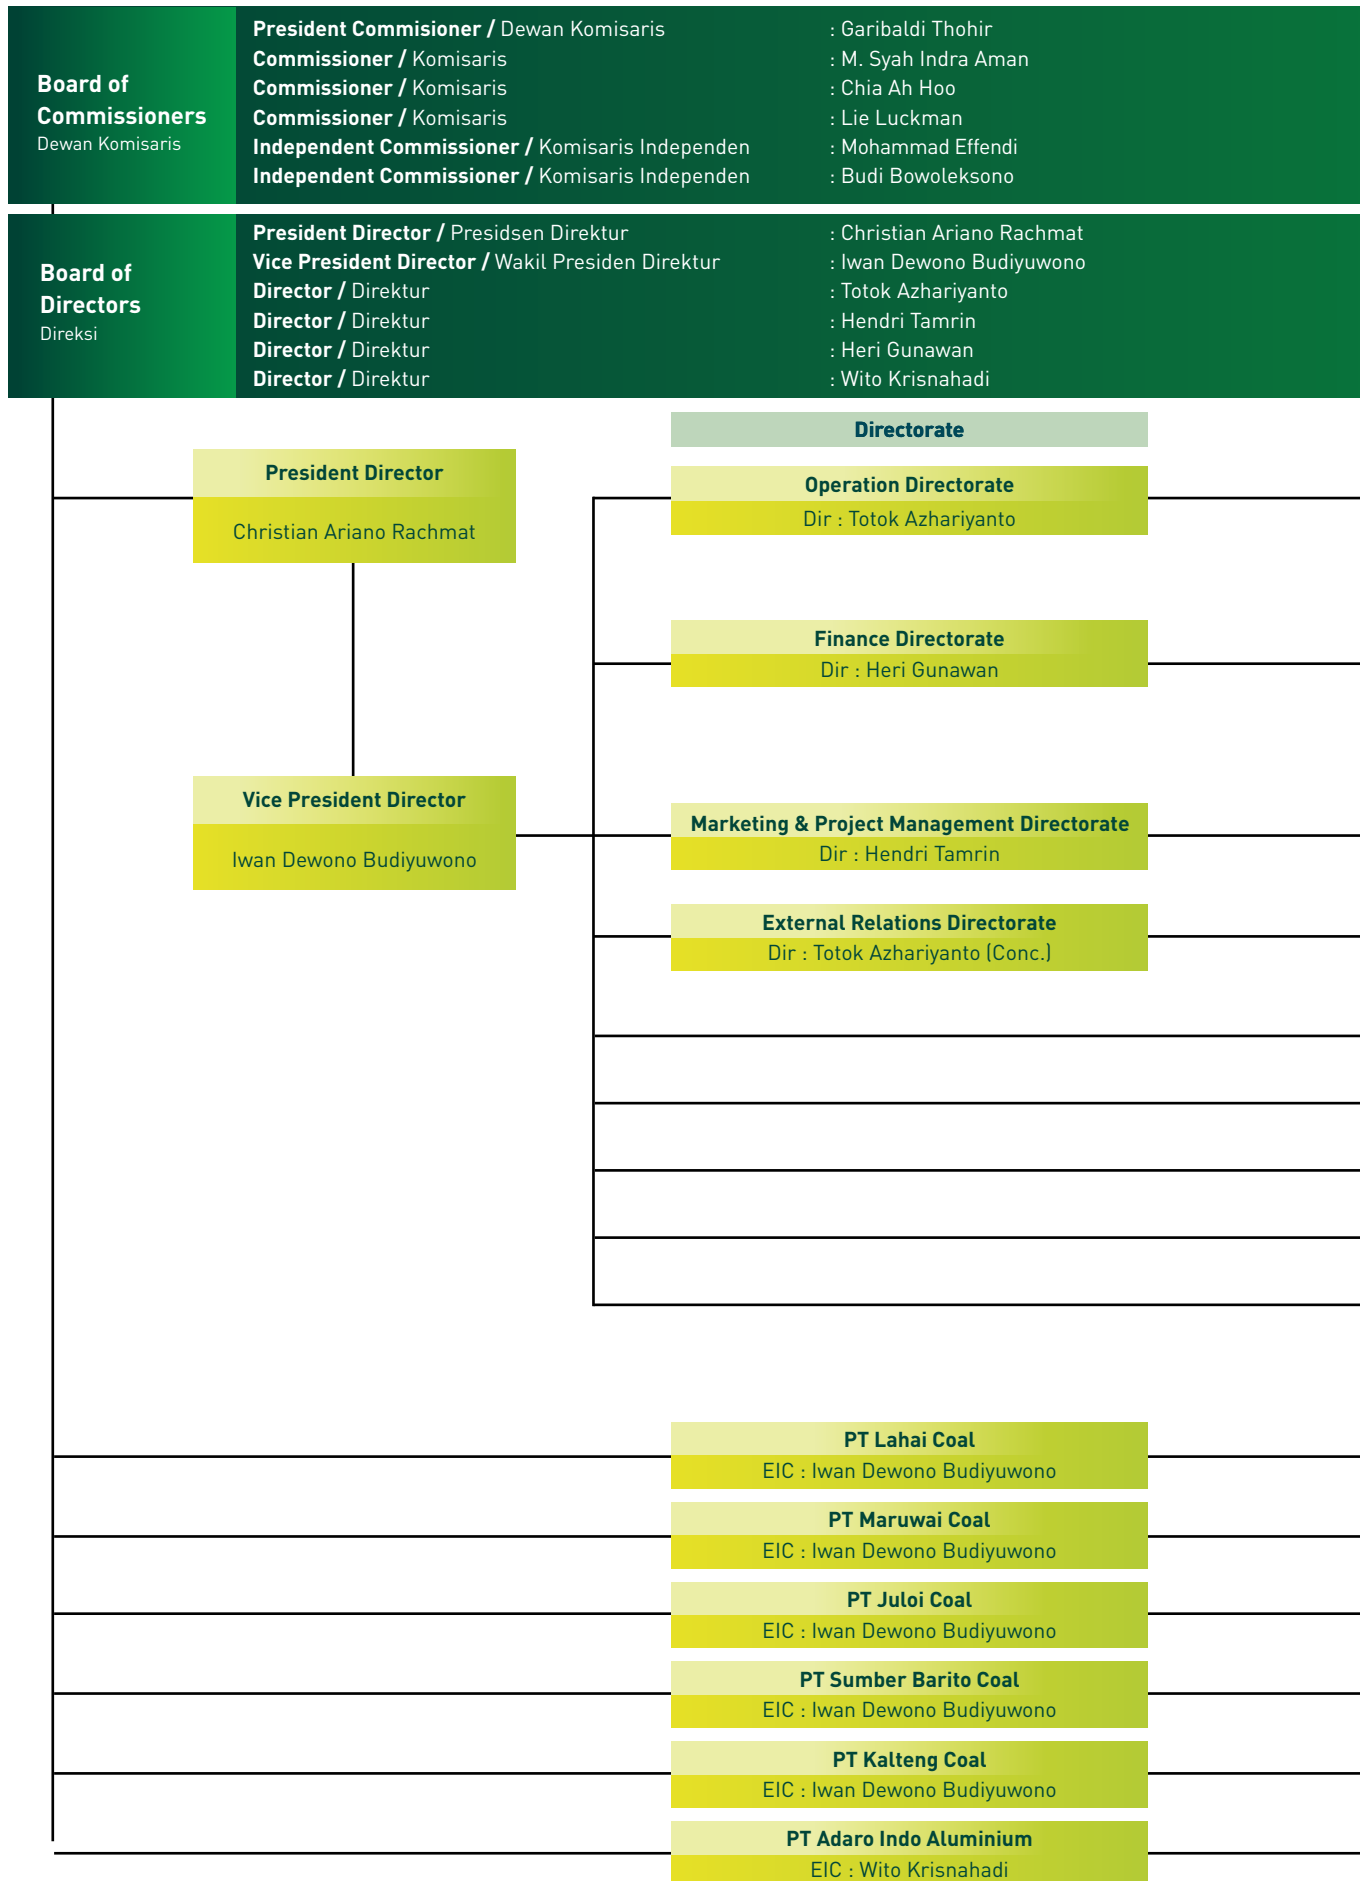 Board of
Commissioners
Dewan Komisaris
President Commisioner / Dewan Komisaris : Garibaldi Thohir
Commissioner / Komisaris : M. Syah Indra Aman
Commissioner / Komisaris : Chia Ah Hoo
Commissioner / Komisaris : Lie Luckman
Independent Commissioner / Komisaris Independen : Mohammad Effendi
Independent Commissioner / Komisaris Independen : Budi Bowoleksono
Board of
Directors
Direksi
President Director / Presidsen Direktur : Christian Ariano Rachmat
Vice President Director / Wakil Presiden Direktur : Iwan Dewono Budiyuwono
Director / Direktur : Totok Azhariyanto
Director / Direktur : Hendri Tamrin
Director / Direktur : Heri Gunawan
Director / Direktur : Wito Krisnahadi
Directorate
President Director
Christian Ariano Rachmat
Operation Directorate
Dir : Totok Azhariyanto
Finance Directorate
Dir : Heri Gunawan
Vice President Director
Iwan Dewono Budiyuwono
Marketing & Project Management Directorate
Dir : Hendri Tamrin
External Relations Directorate
Dir : Totok Azhariyanto (Conc.)
PT Lahai Coal
EIC : Iwan Dewono Budiyuwono
PT Maruwai Coal
EIC : Iwan Dewono Budiyuwono
PT Juloi Coal
EIC : Iwan Dewono Budiyuwono
PT Sumber Barito Coal
EIC : Iwan Dewono Budiyuwono
PT Kalteng Coal
EIC : Iwan Dewono Budiyuwono
PT Adaro Indo Aluminium
EIC : Wito Krisnahadi